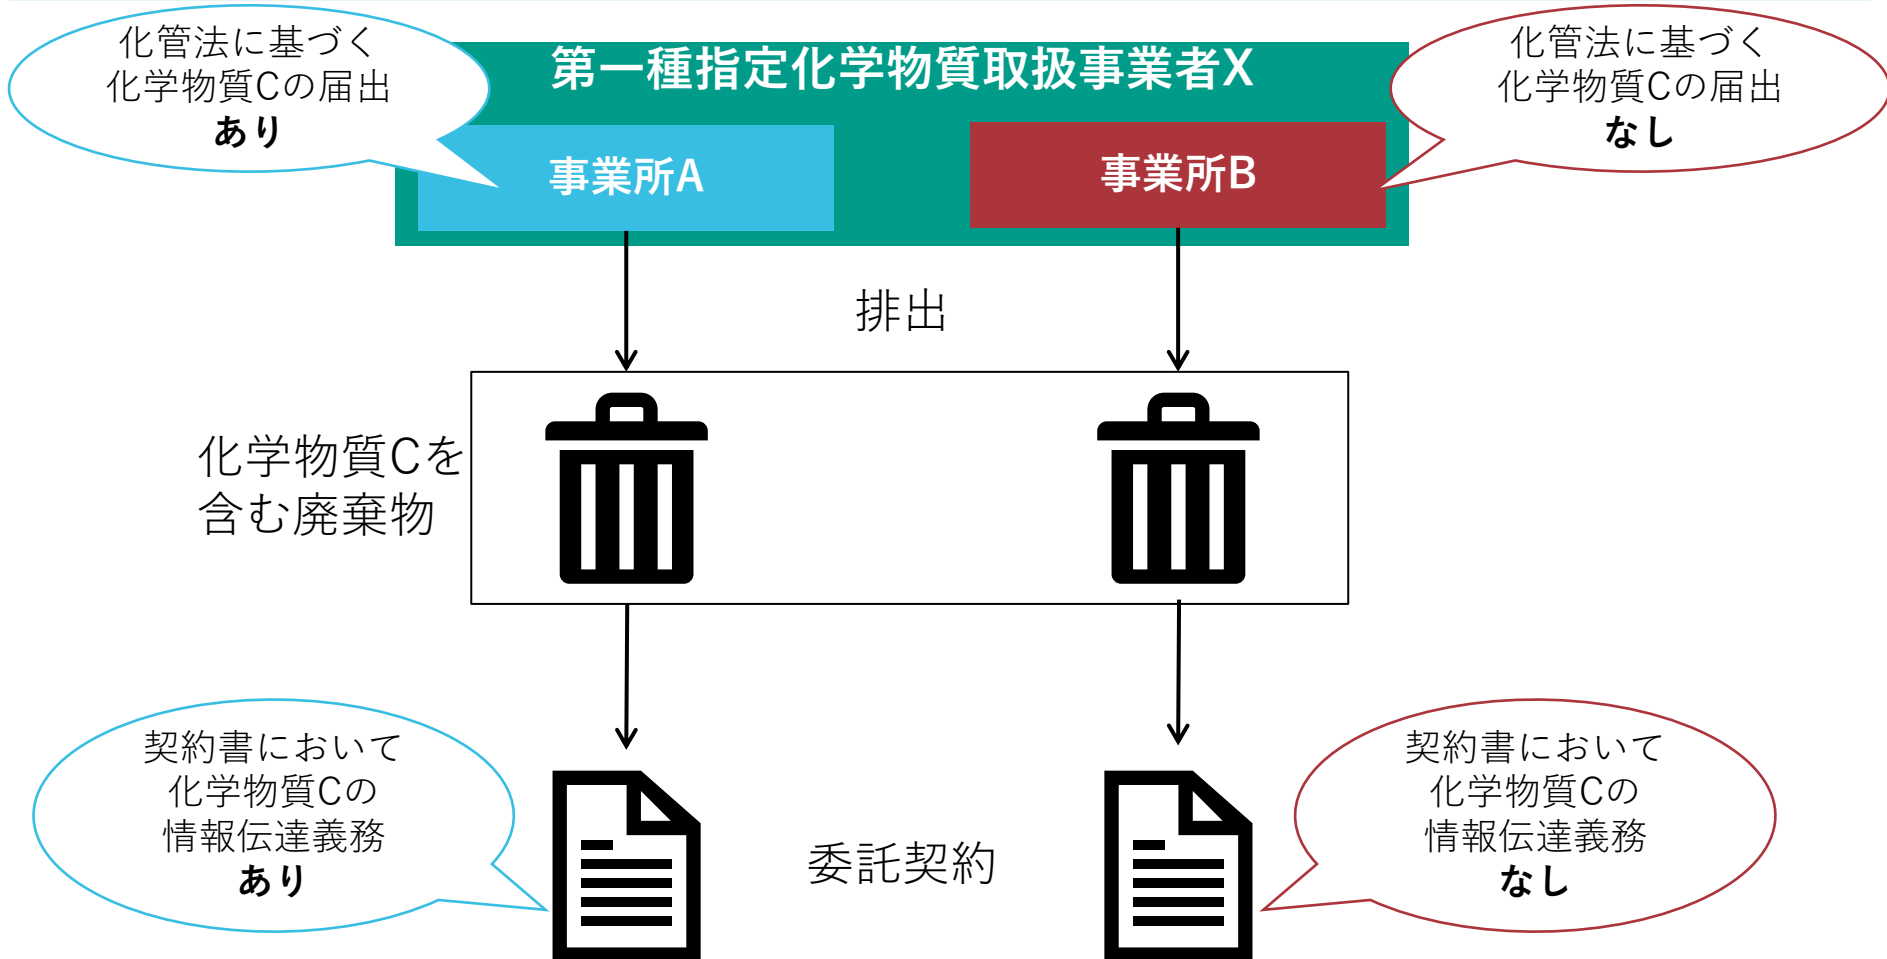 化管法に基づく
化学物質Cの届出
あり
第一種指定化学物質取扱事業者X
化管法に基づく
化学物質Cの届出
なし
事業所A
事業所B
排出
化学物質Cを
含む廃棄物
契約書において
化学物質Cの
情報伝達義務
あり
委託契約
契約書において
化学物質Cの
情報伝達義務
なし